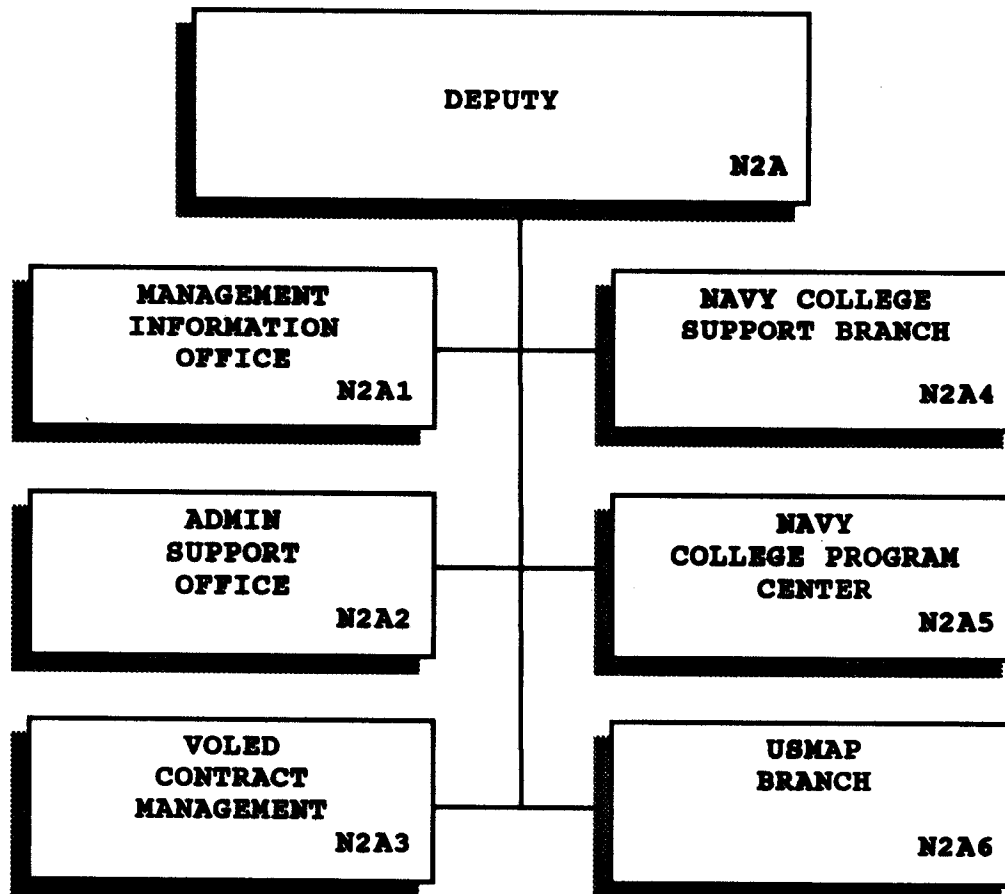 DEPUTY
N2A
MANAGEMENT
INFORMATION
OFFICE
N2A1
NAVY COLLEGE
SUPPORT BRANCH
N2A4
ADMIN
SUPPORT
OFFICE
N2A2
NAVY
COLLEGE PROGRAM
CENTER
N2A5
VOLED
CONTRACT
MANAGEMENT
N2A3
USMAP
BRANCH
N2A6